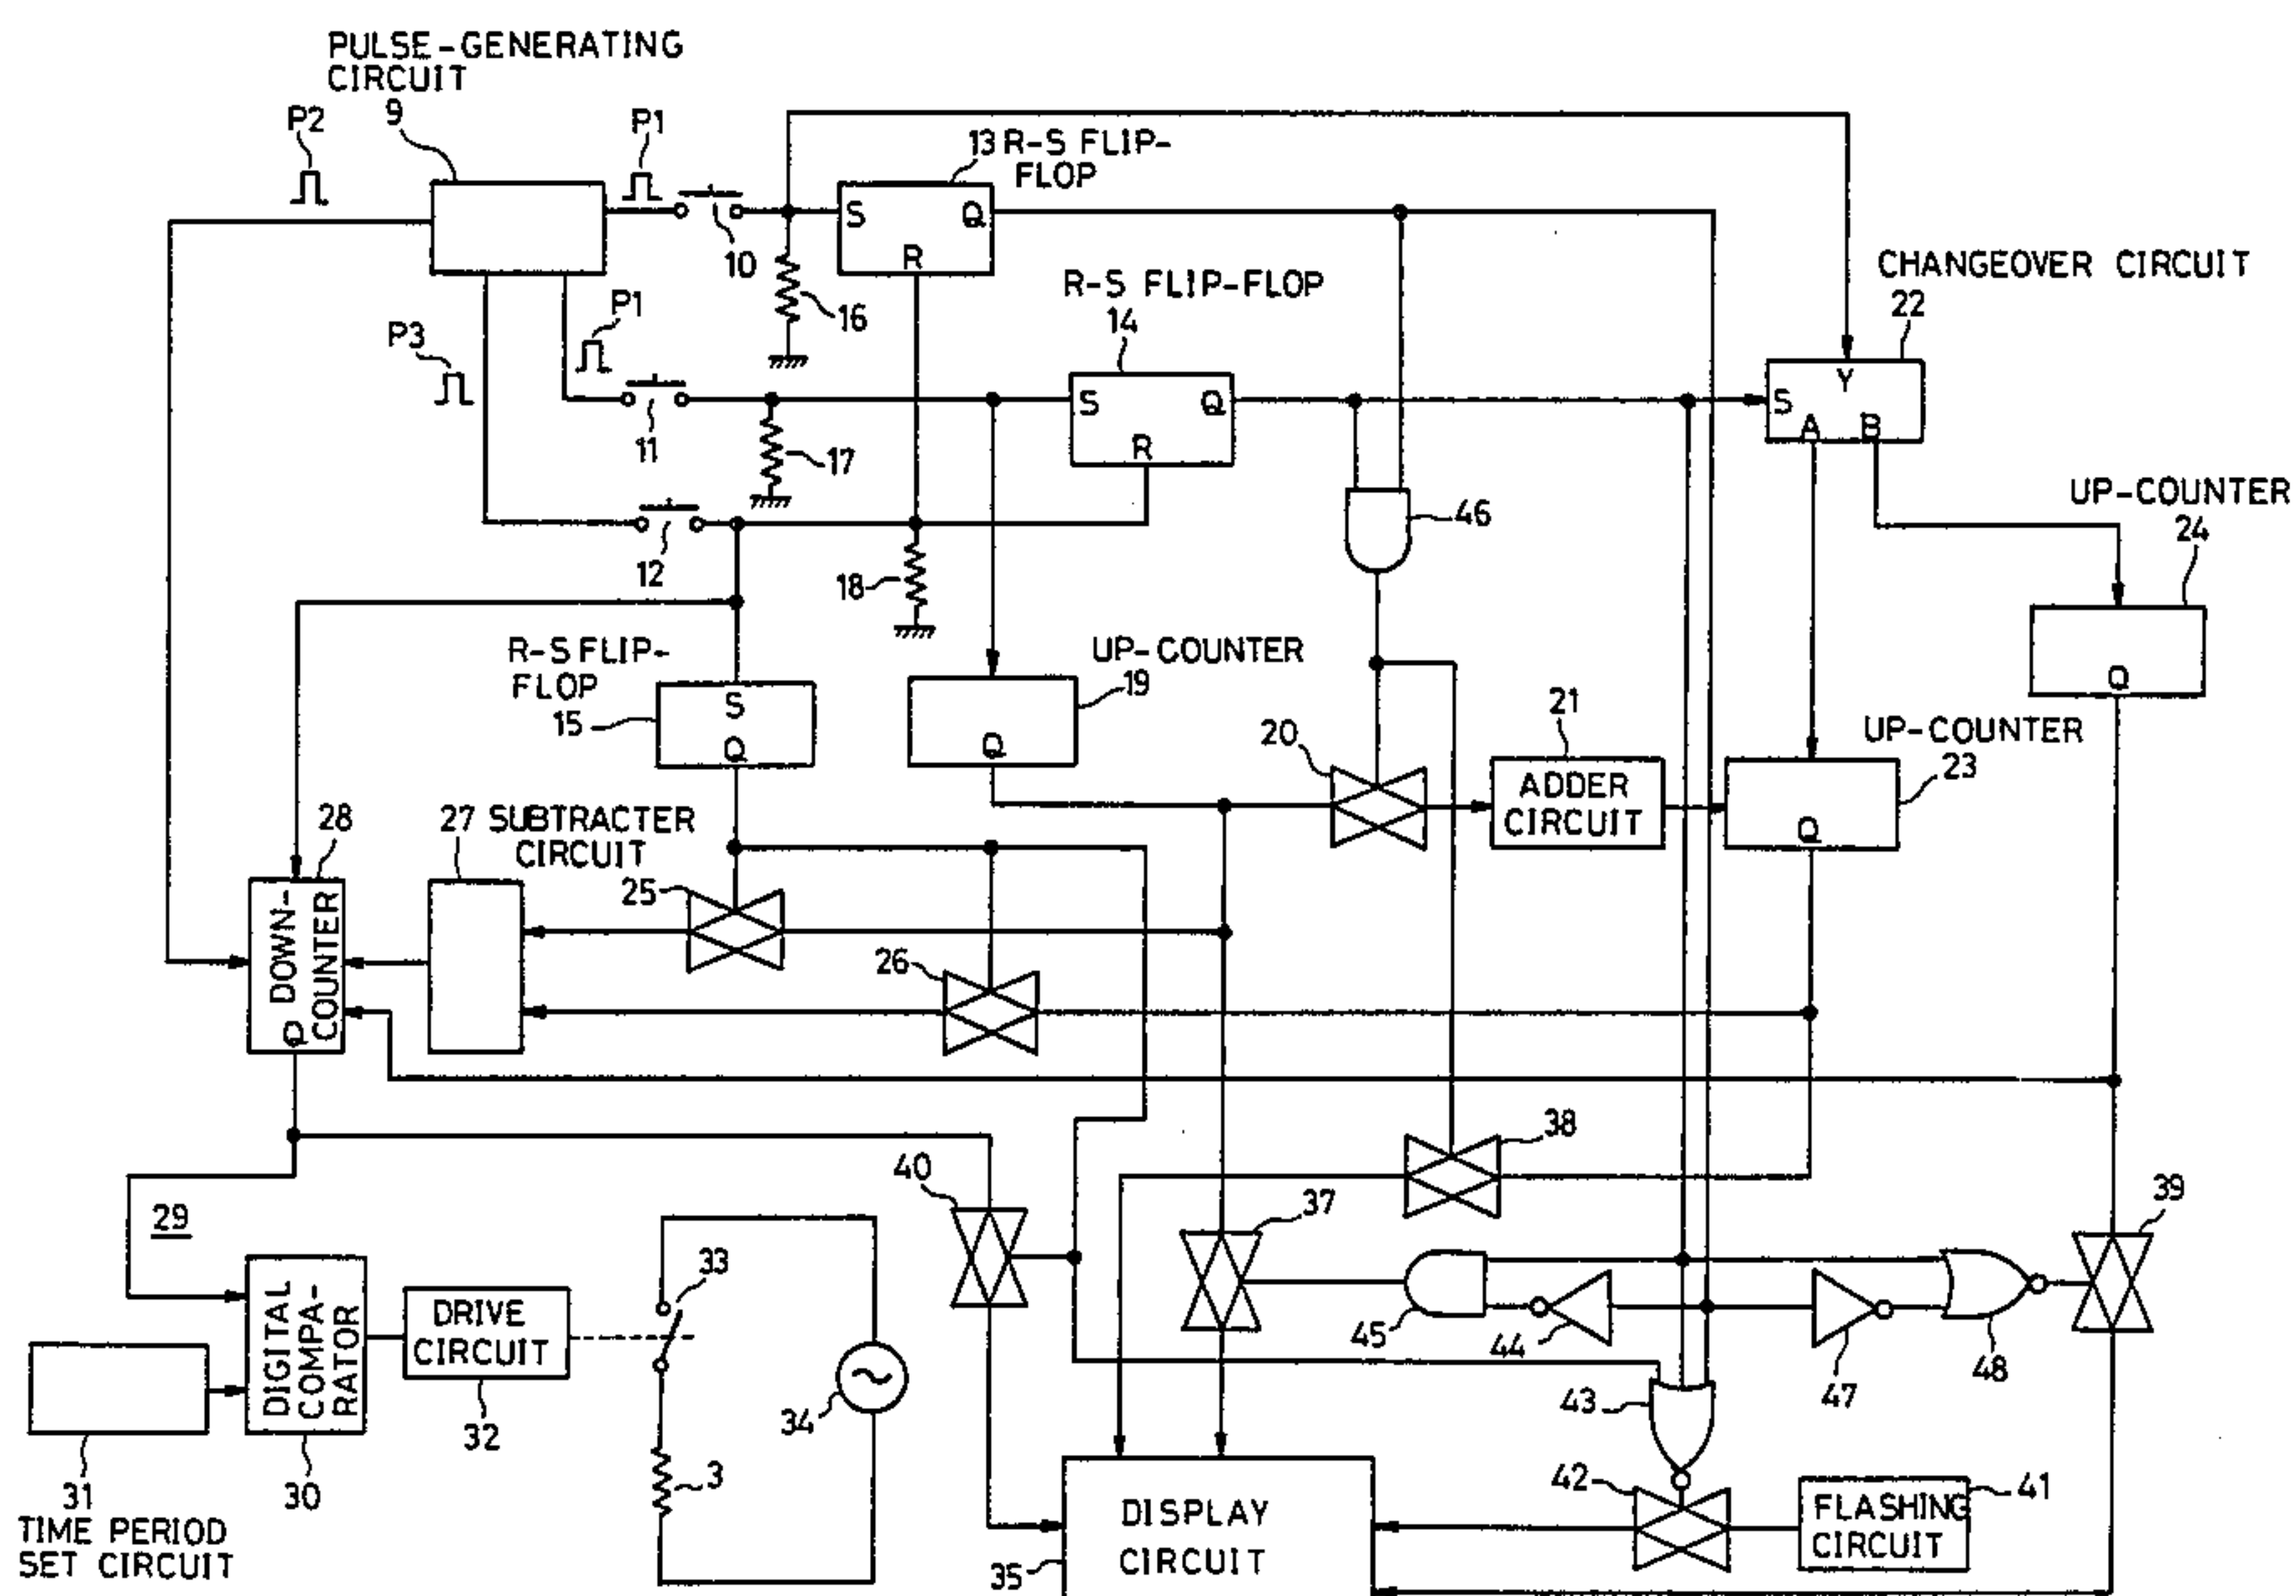 PULSE-GENERATING
CIRCUIT
9
P2
P1
13 R-S FLIP-
FLOP
S
Q
R
10
16
R-S FLIP-FLOP
14
CHANGEOVER CIRCUIT
22
P3
P1
S
Q
R
Y
S
A
B
11
17
12
18
46
UP-COUNTER
24
Q
R-S FLIP-
FLOP
15
S
Q
UP-COUNTER
19
Q
20
21
ADDER
CIRCUIT
UP-COUNTER
23
Q
28
DOWN-
COUNTER
Q
27 SUBTRACTER
CIRCUIT
25
26
38
40
37
39
29
33
DIGITAL
COMPA-
RATOR
DRIVE
CIRCUIT
45
44
47
48
43
34
32
30
31
TIME PERIOD
SET CIRCUIT
3
42
41
FLASHING
CIRCUIT
DISPLAY
CIRCUIT
35